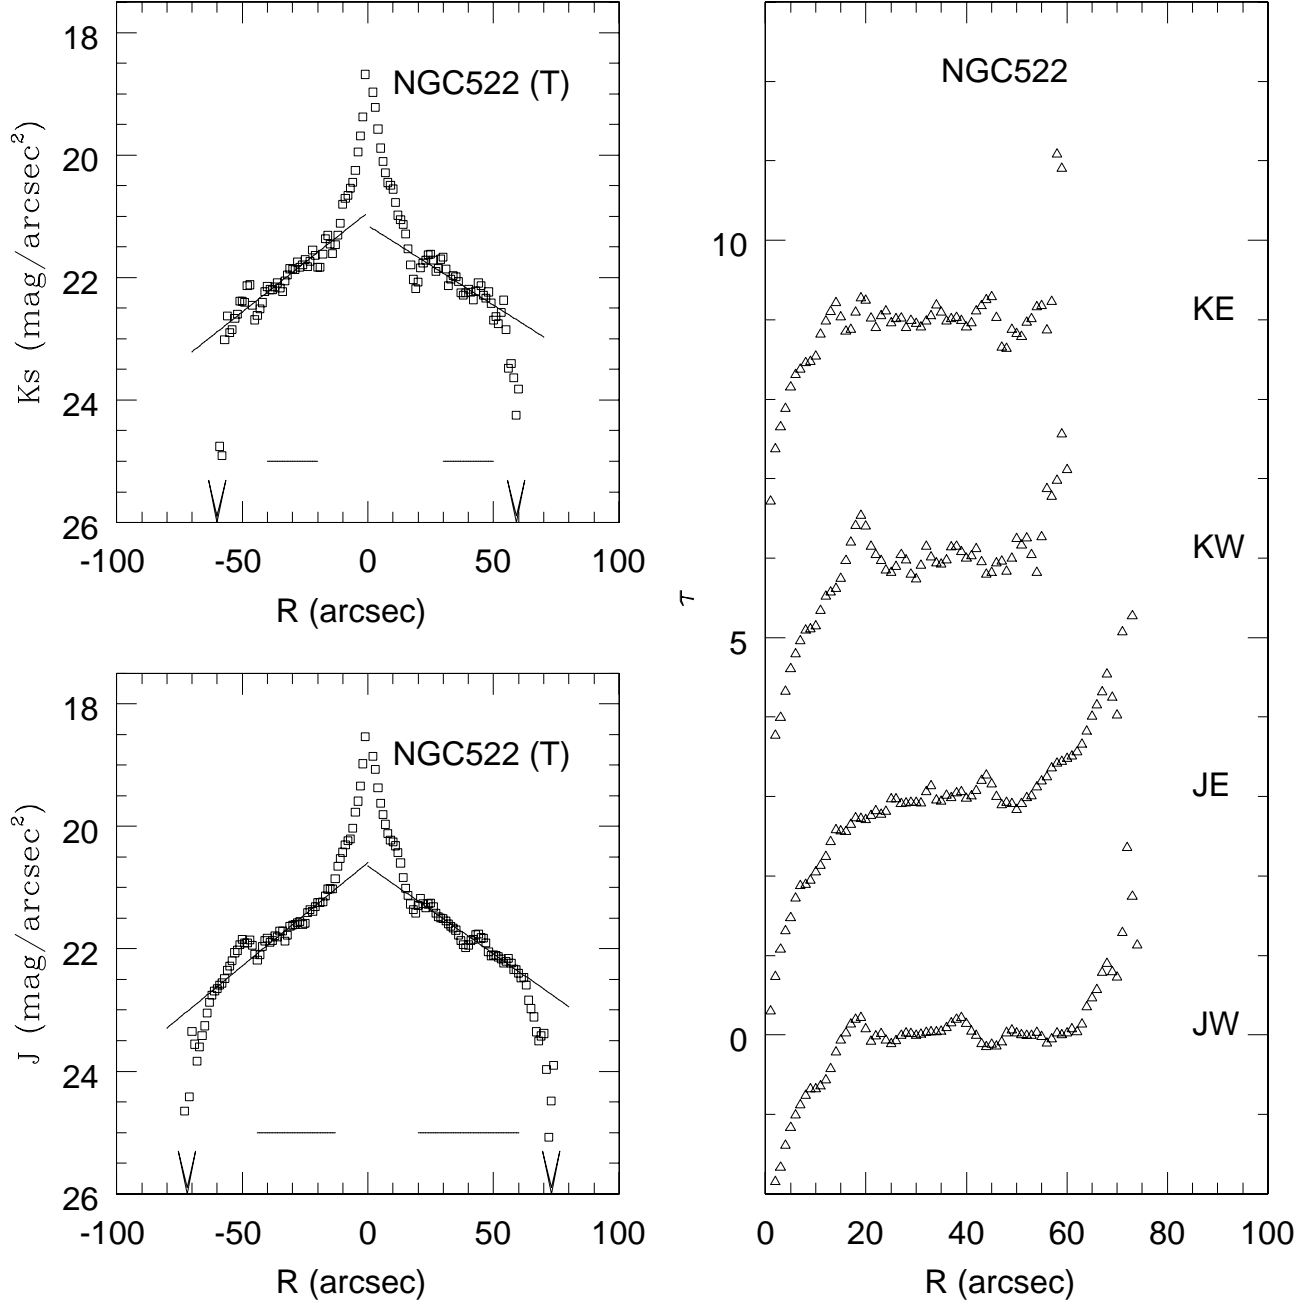 NGC522 (T)
18
20
22
24
26
Ks (mag/arcsec²)
-100 -50 0 50 100
R (arcsec)
NGC522 (T)
18
20
22
24
26
J (mag/arcsec²)
-100 -50 0 50 100
R (arcsec)
NGC522
10
5
0
τ
KE
KW
JE
JW
0 20 40 60 80 100
R (arcsec)